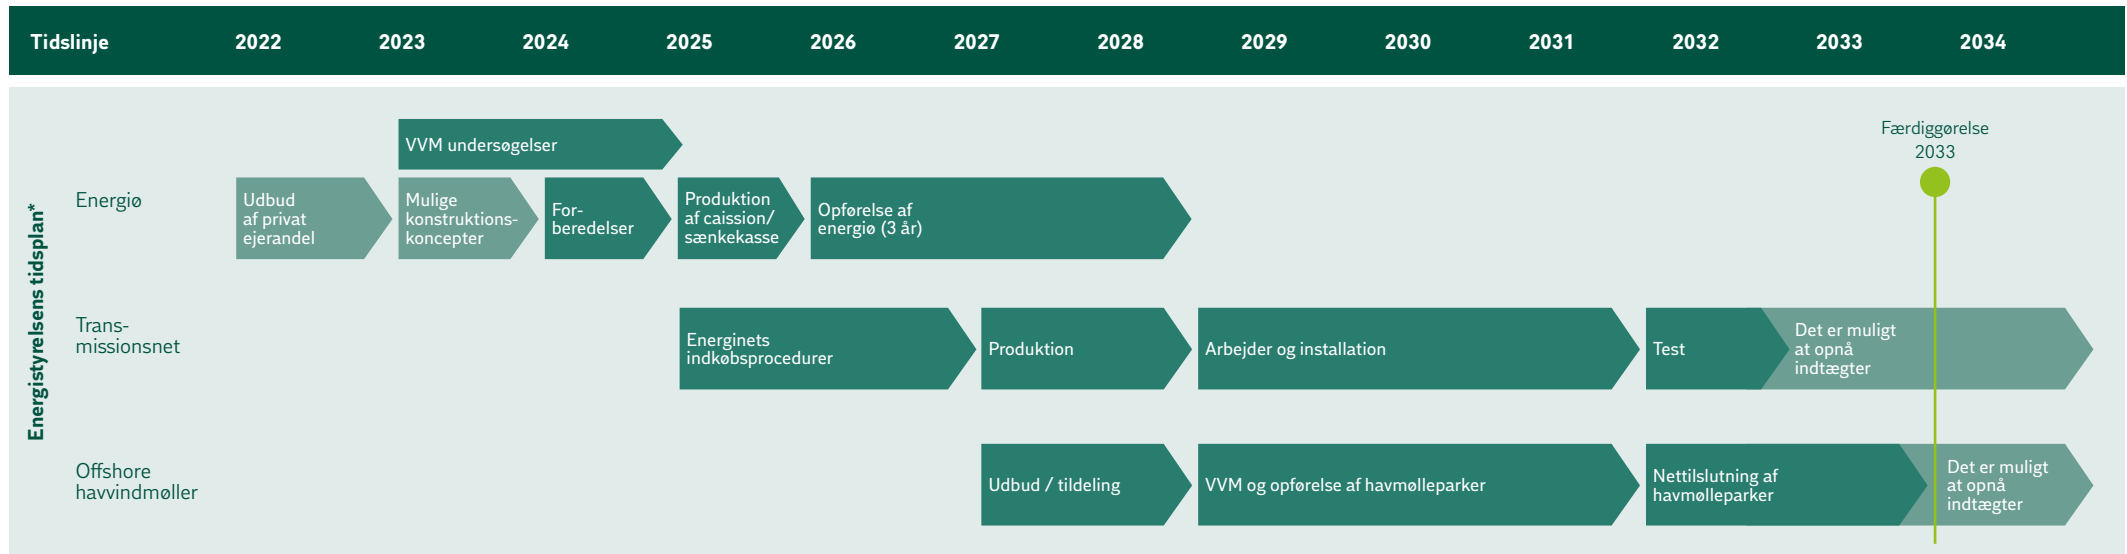 Tidslinje 2022 2023 2024 2025 2026 2027 2028 2029 2030 2031 2032 2033 2034
Energistyrelsens tidsplan*
Færdiggørelse
2033
VVM undersøgelser
Energiø
Udbud
af privat
ejerandel
Mulige
konstruktions-
koncepter
For-
beredelser
Produktion
af caission/
sænkekasse
Opførelse af
energiø (3 år)
Trans-
missionsnet
Energinets
indkøbsprocedurer
Produktion
Arbejder og installation
Test
Det er muligt
at opnå
indtægter
Offshore
havvindmøller
Udbud / tildeling
VVM og opførelse af havmølleparker
Nettilslutning af
havmølleparker
Det er muligt
at opnå
indtægter